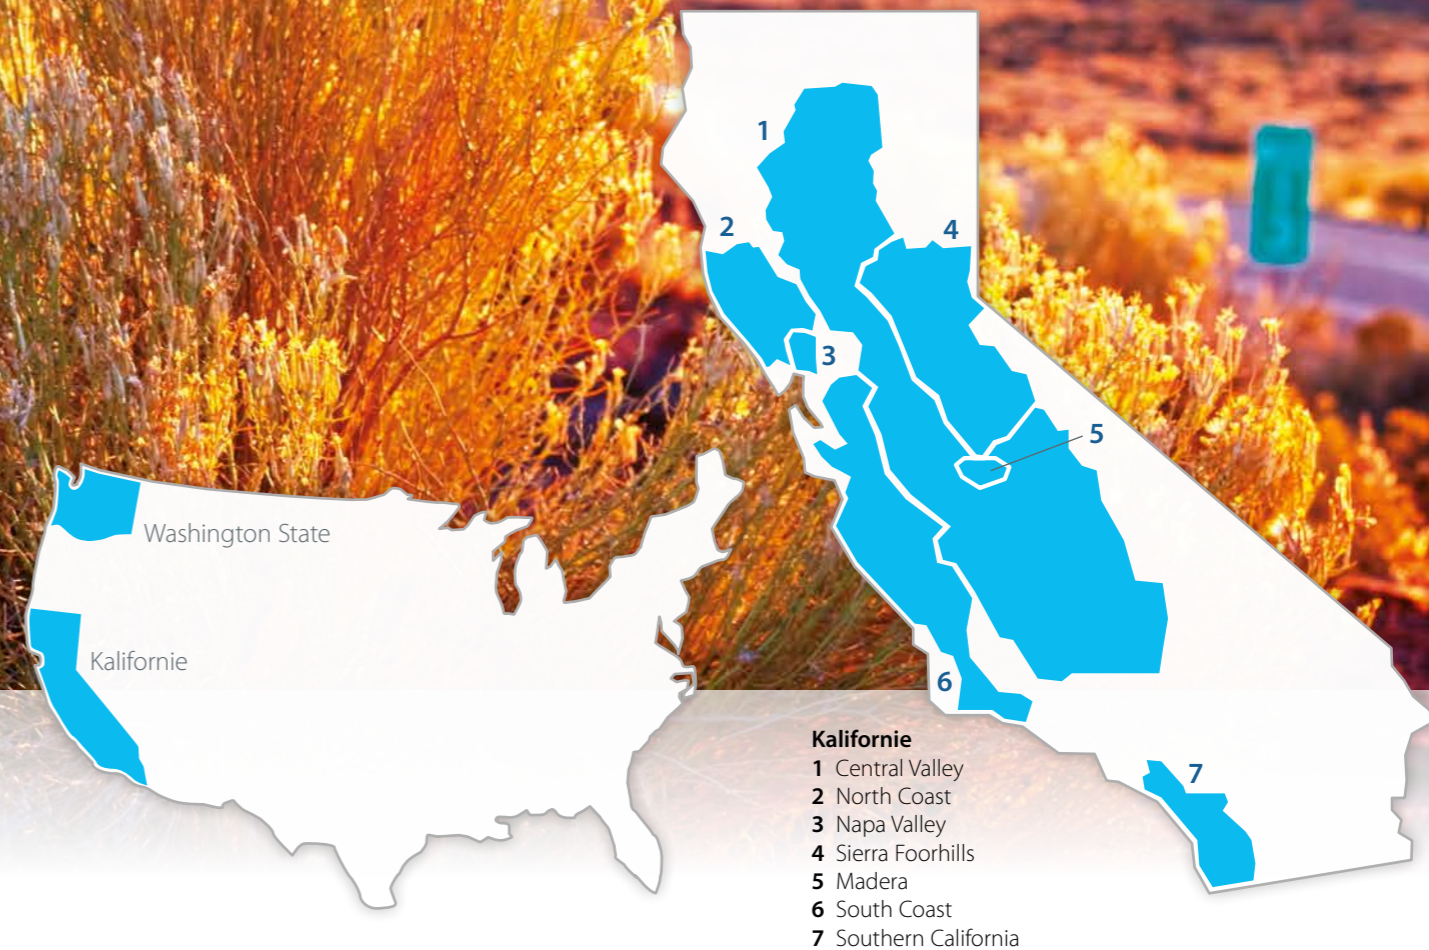 1
2
4
3
5
Washington State
Kalifornie
6
Kalifornie
1 Central Valley
2 North Coast
3 Napa Valley
4 Sierra Foorhills
5 Madera
6 South Coast
7 Southern California
7